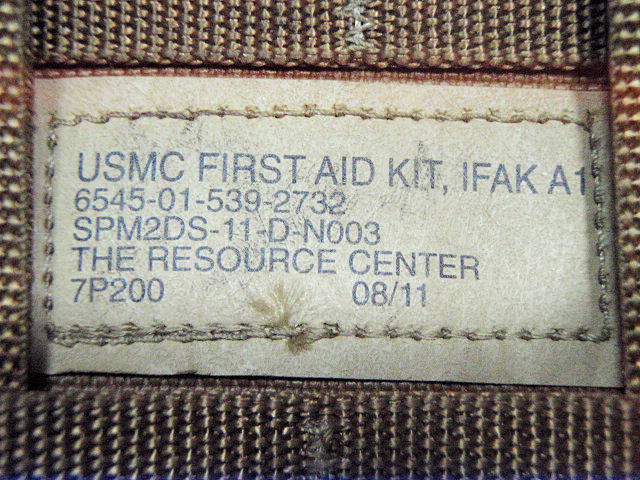 USMC FIRST AID KIT, IFAK A1
6545-01-539-2732
SPM2DS-11-D-N003
THE RESOURCE CENTER
7P200 08/11